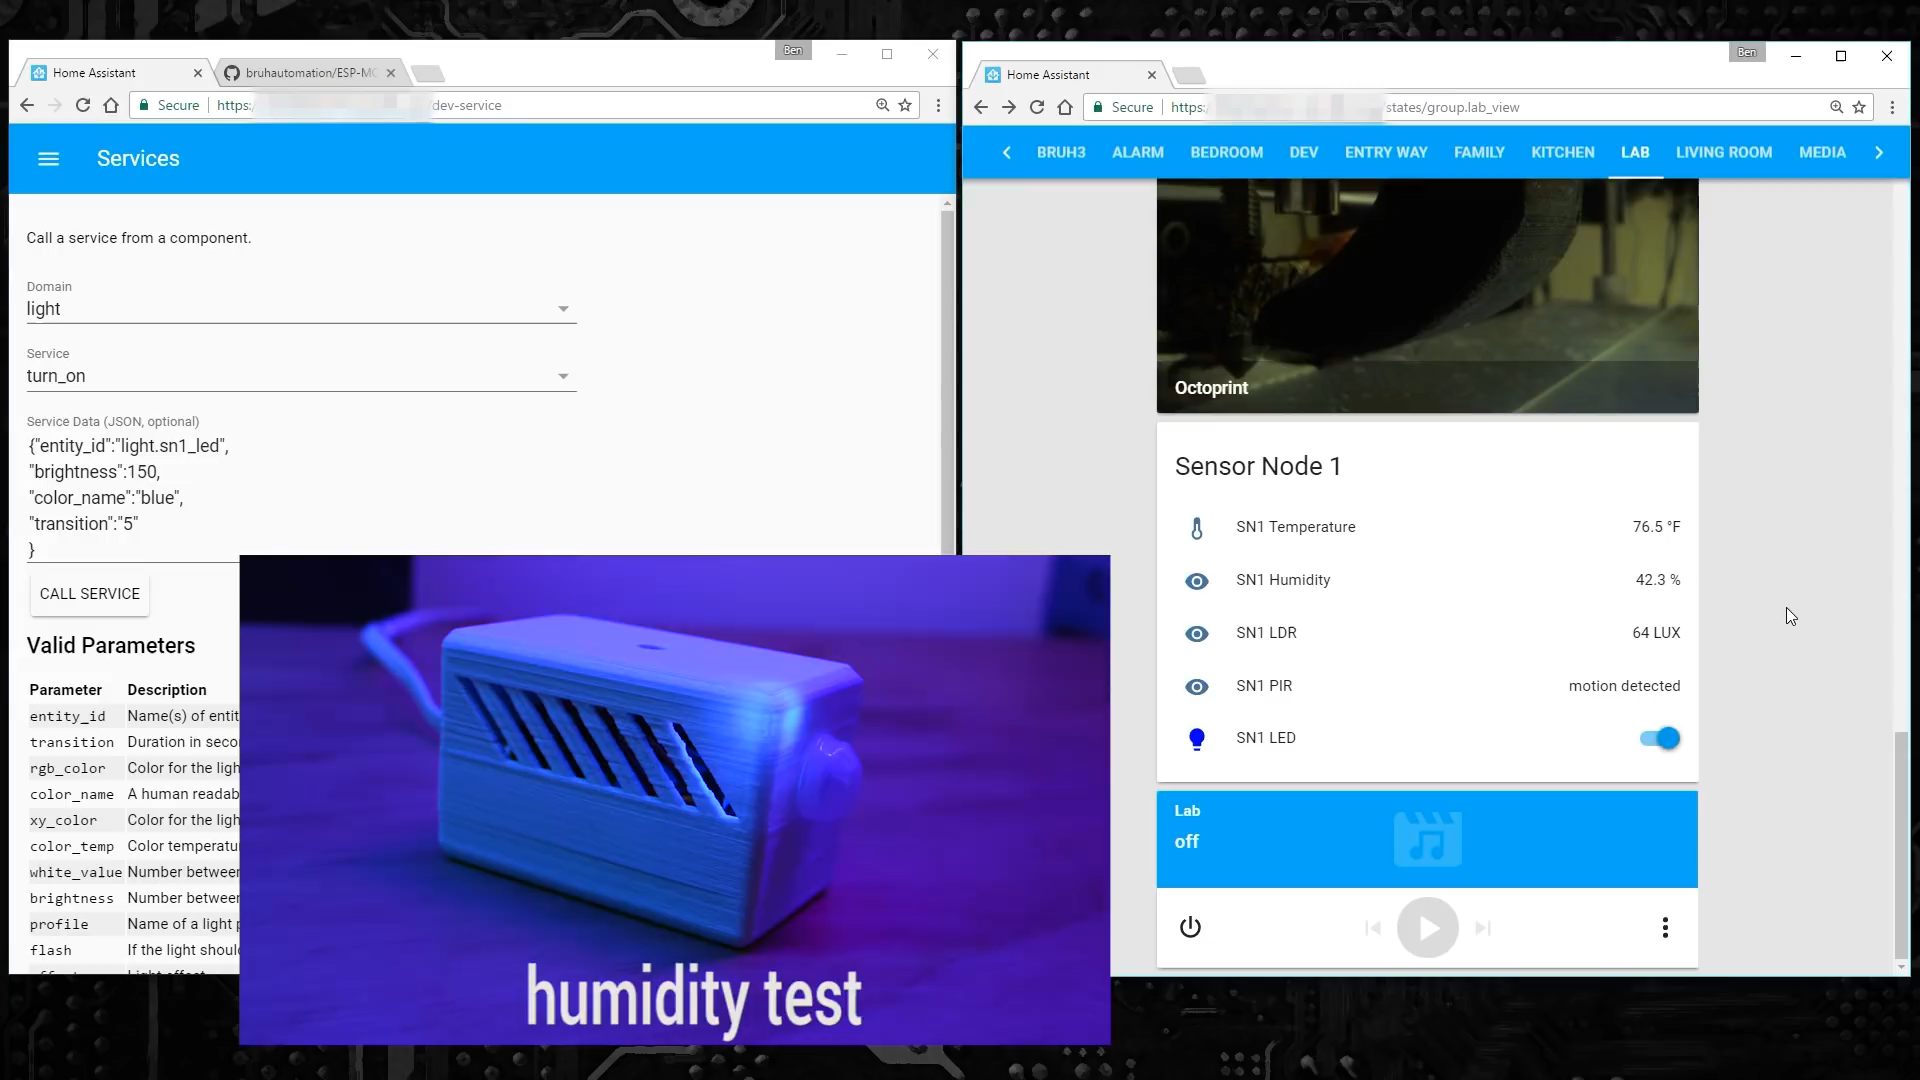 Ben
Home Assistant
bruhautomation/ESP-MC
Secure
https:
/dev-service
Services
Call a service from a component.
Domain
light
Service
turn_on
Service Data (JSON, optional)
{"entity_id":"light.sn1_led",
"brightness":150,
"color_name":"blue",
"transition":"5"
}
CALL SERVICE
Valid Parameters
Parameter Description
entity_id Name(s) of entit
transition Duration in seco
rgb_color Color for the ligh
color_name A human readab
xy_color Color for the ligh
color_temp Color temperatu
white_value Number between
brightness Number between
profile Name of a light p
flash If the light shoul
humidity test
Ben
Home Assistant
Secure
https:
/states/group.lab_view
BRUH3 ALARM BEDROOM DEV ENTRY WAY FAMILY KITCHEN LAB LIVING ROOM MEDIA
Octoprint
Sensor Node 1
SN1 Temperature 76.5 °F
SN1 Humidity 42.3 %
SN1 LDR 64 LUX
SN1 PIR motion detected
SN1 LED
Lab
off